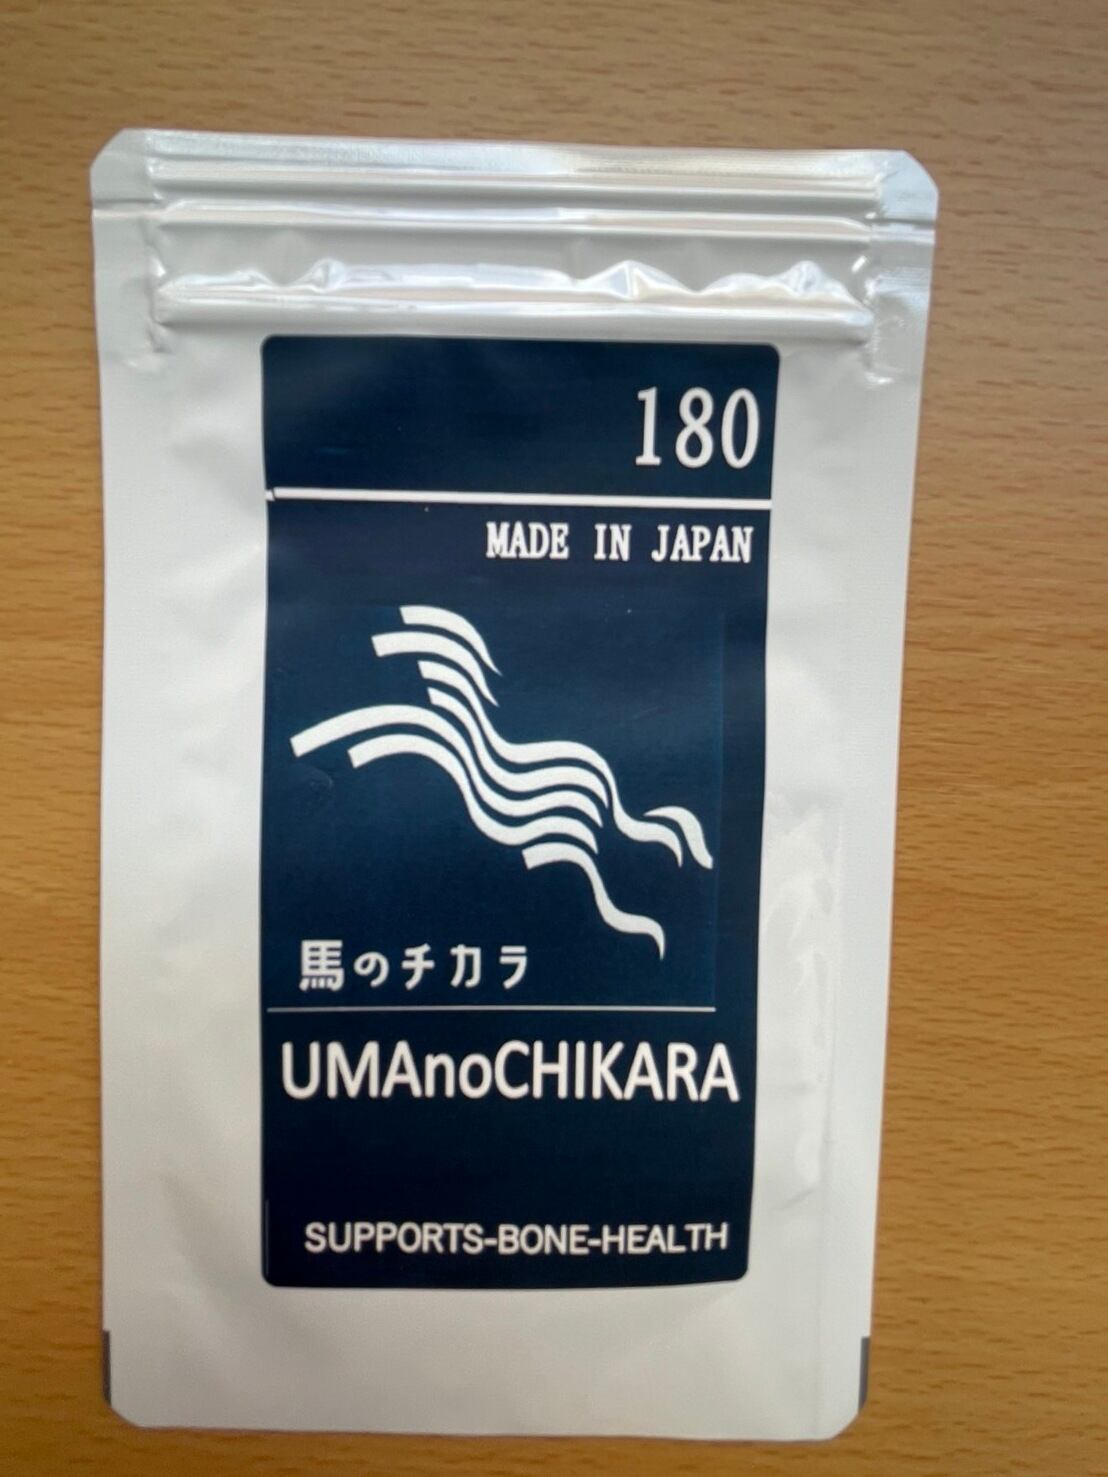 180
MADE IN JAPAN
馬のチカラ
UMAnoCHIKARA
SUPPORTS-BONE-HEALTH